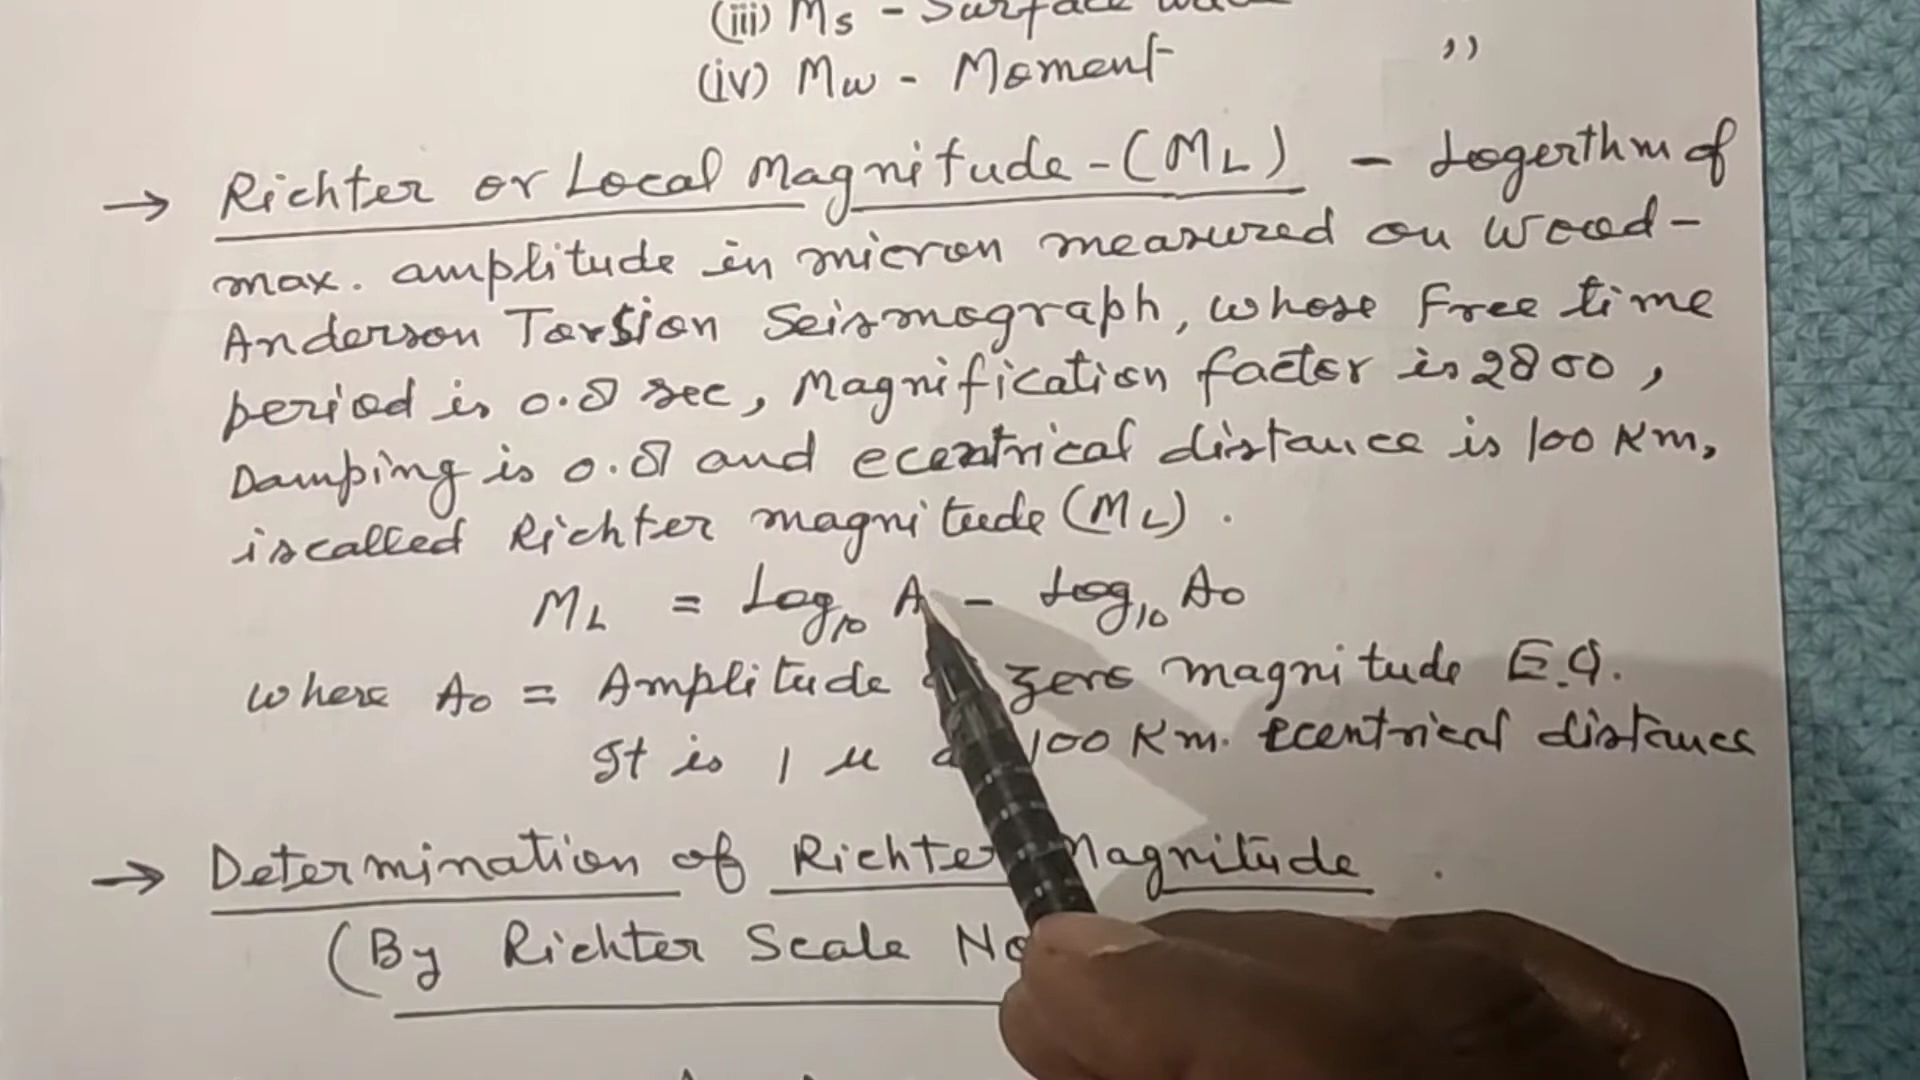 (iii) Ms - Surface wave
(iv) Mw - Moment ,,
→ Richter or Local Magnitude - (ML) - Logerthm of
max. amplitude in micron measured on Wood-
Anderson Torsion Seismograph, whose Free time
period is 0.8 sec, Magnification factor is 2800,
Damping is 0.8 and ecentrical distance is 100 Km,
is called Richter magnitude (ML).
ML = Log10 A - Log10 A0
where A0 = Amplitude zero magnitude E.Q.
It is 1 μ 100 Km. ecentrical distance
→ Determination of Richter Magnitude.
(By Richter Scale